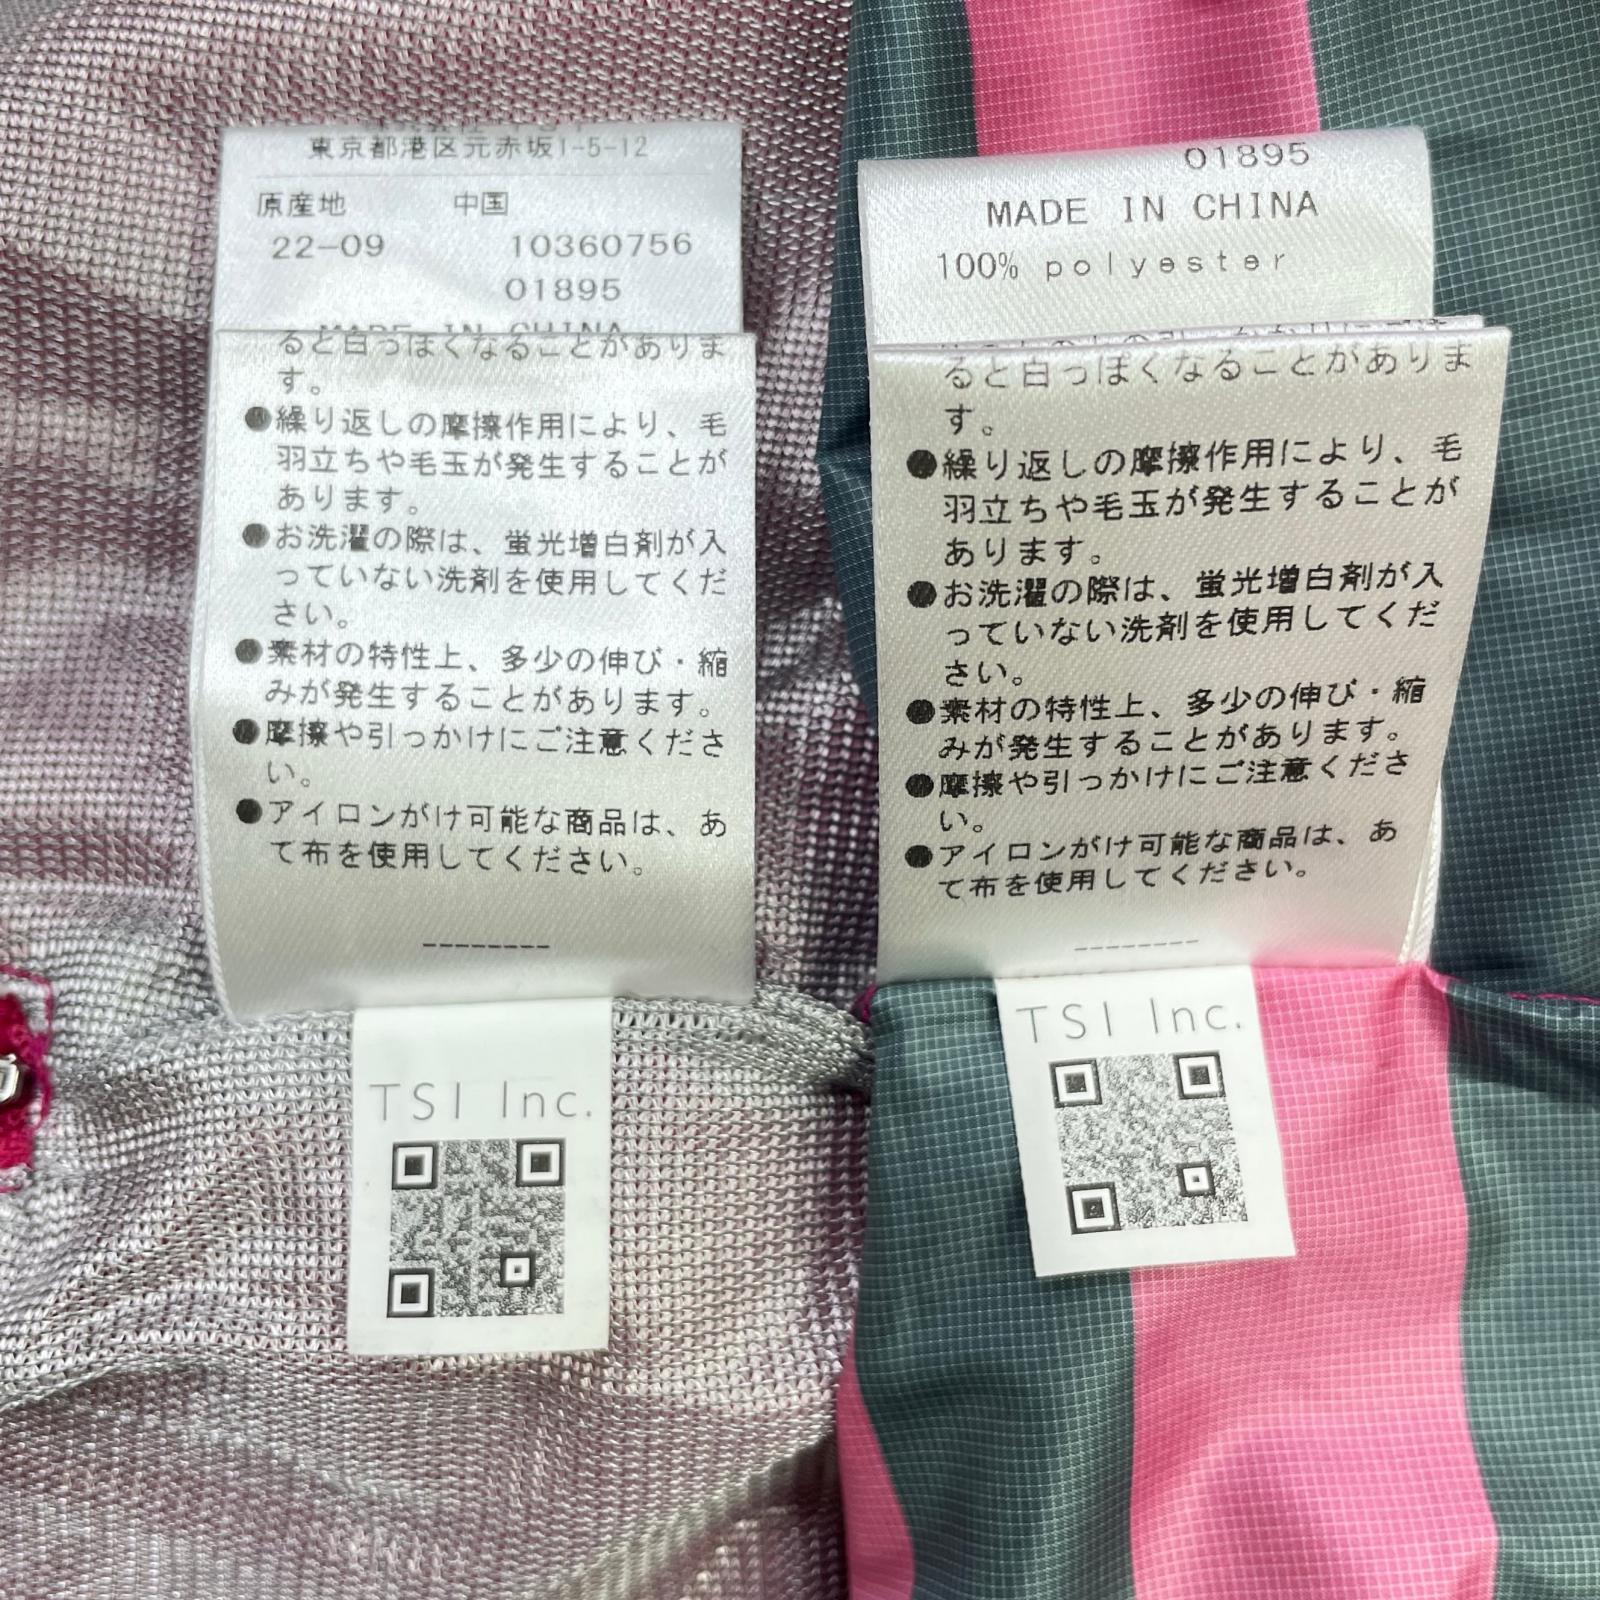 東京都港区元赤坂1-5-12
原産地 中国
22-09 10360756
01895
MADE IN CHINA
ると白っぽくなることがありま
す。
●繰り返しの摩擦作用により、毛
羽立ちや毛玉が発生することが
あります。
●お洗濯の際は、蛍光増白剤が入
っていない洗剤を使用してくだ
さい。
●素材の特性上、多少の伸び・縮
みが発生することがあります。
●摩擦や引っかけにご注意くださ
い。
●アイロンがけ可能な商品は、あ
て布を使用してください。
--------
TSI Inc.
01895
MADE IN CHINA
100% polyester
ると白っぽくなることがありま
す。
●繰り返しの摩擦作用により、毛
羽立ちや毛玉が発生することが
あります。
●お洗濯の際は、蛍光増白剤が入
っていない洗剤を使用してくだ
さい。
●素材の特性上、多少の伸び・縮
みが発生することがあります。
●摩擦や引っかけにご注意くださ
い。
●アイロンがけ可能な商品は、あ
て布を使用してください。
--------
TSI Inc.